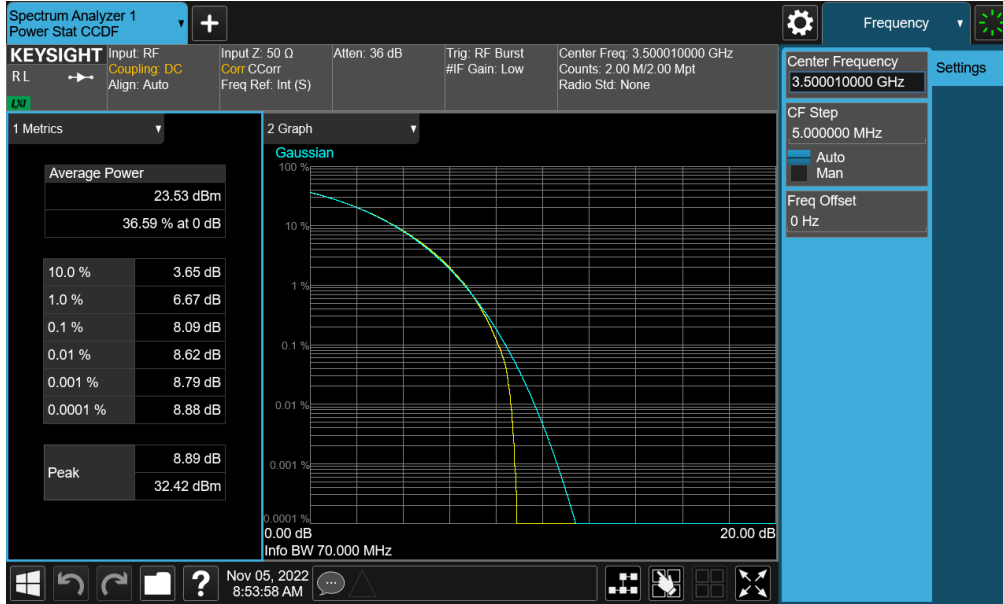 Spectrum Analyzer 1
Power Stat CCDF
Frequency
KEYSIGHT
RL
LXI
Input: RF
Coupling: DC
Align: Auto
Input Z: 50 Ω
Corr CCorr
Freq Ref: Int (S)
Atten: 36 dB
Trig: RF Burst
#IF Gain: Low
Center Freq: 3.500010000 GHz
Counts: 2.00 M/2.00 Mpt
Radio Std: None
Center Frequency
3.500010000 GHz
Settings
CF Step
5.000000 MHz
Auto
Man
Freq Offset
0 Hz
1 Metrics
Average Power
23.53 dBm
36.59 % at 0 dB
10.0 % 3.65 dB
1.0 % 6.67 dB
0.1 % 8.09 dB
0.01 % 8.62 dB
0.001 % 8.79 dB
0.0001 % 8.88 dB
Peak
8.89 dB
32.42 dBm
2 Graph
Gaussian
100 %
10 %
1 %
0.1 %
0.01 %
0.001 %
0.0001 %
0.00 dB 20.00 dB
Info BW 70.000 MHz
?
Nov 05, 2022
8:53:58 AM